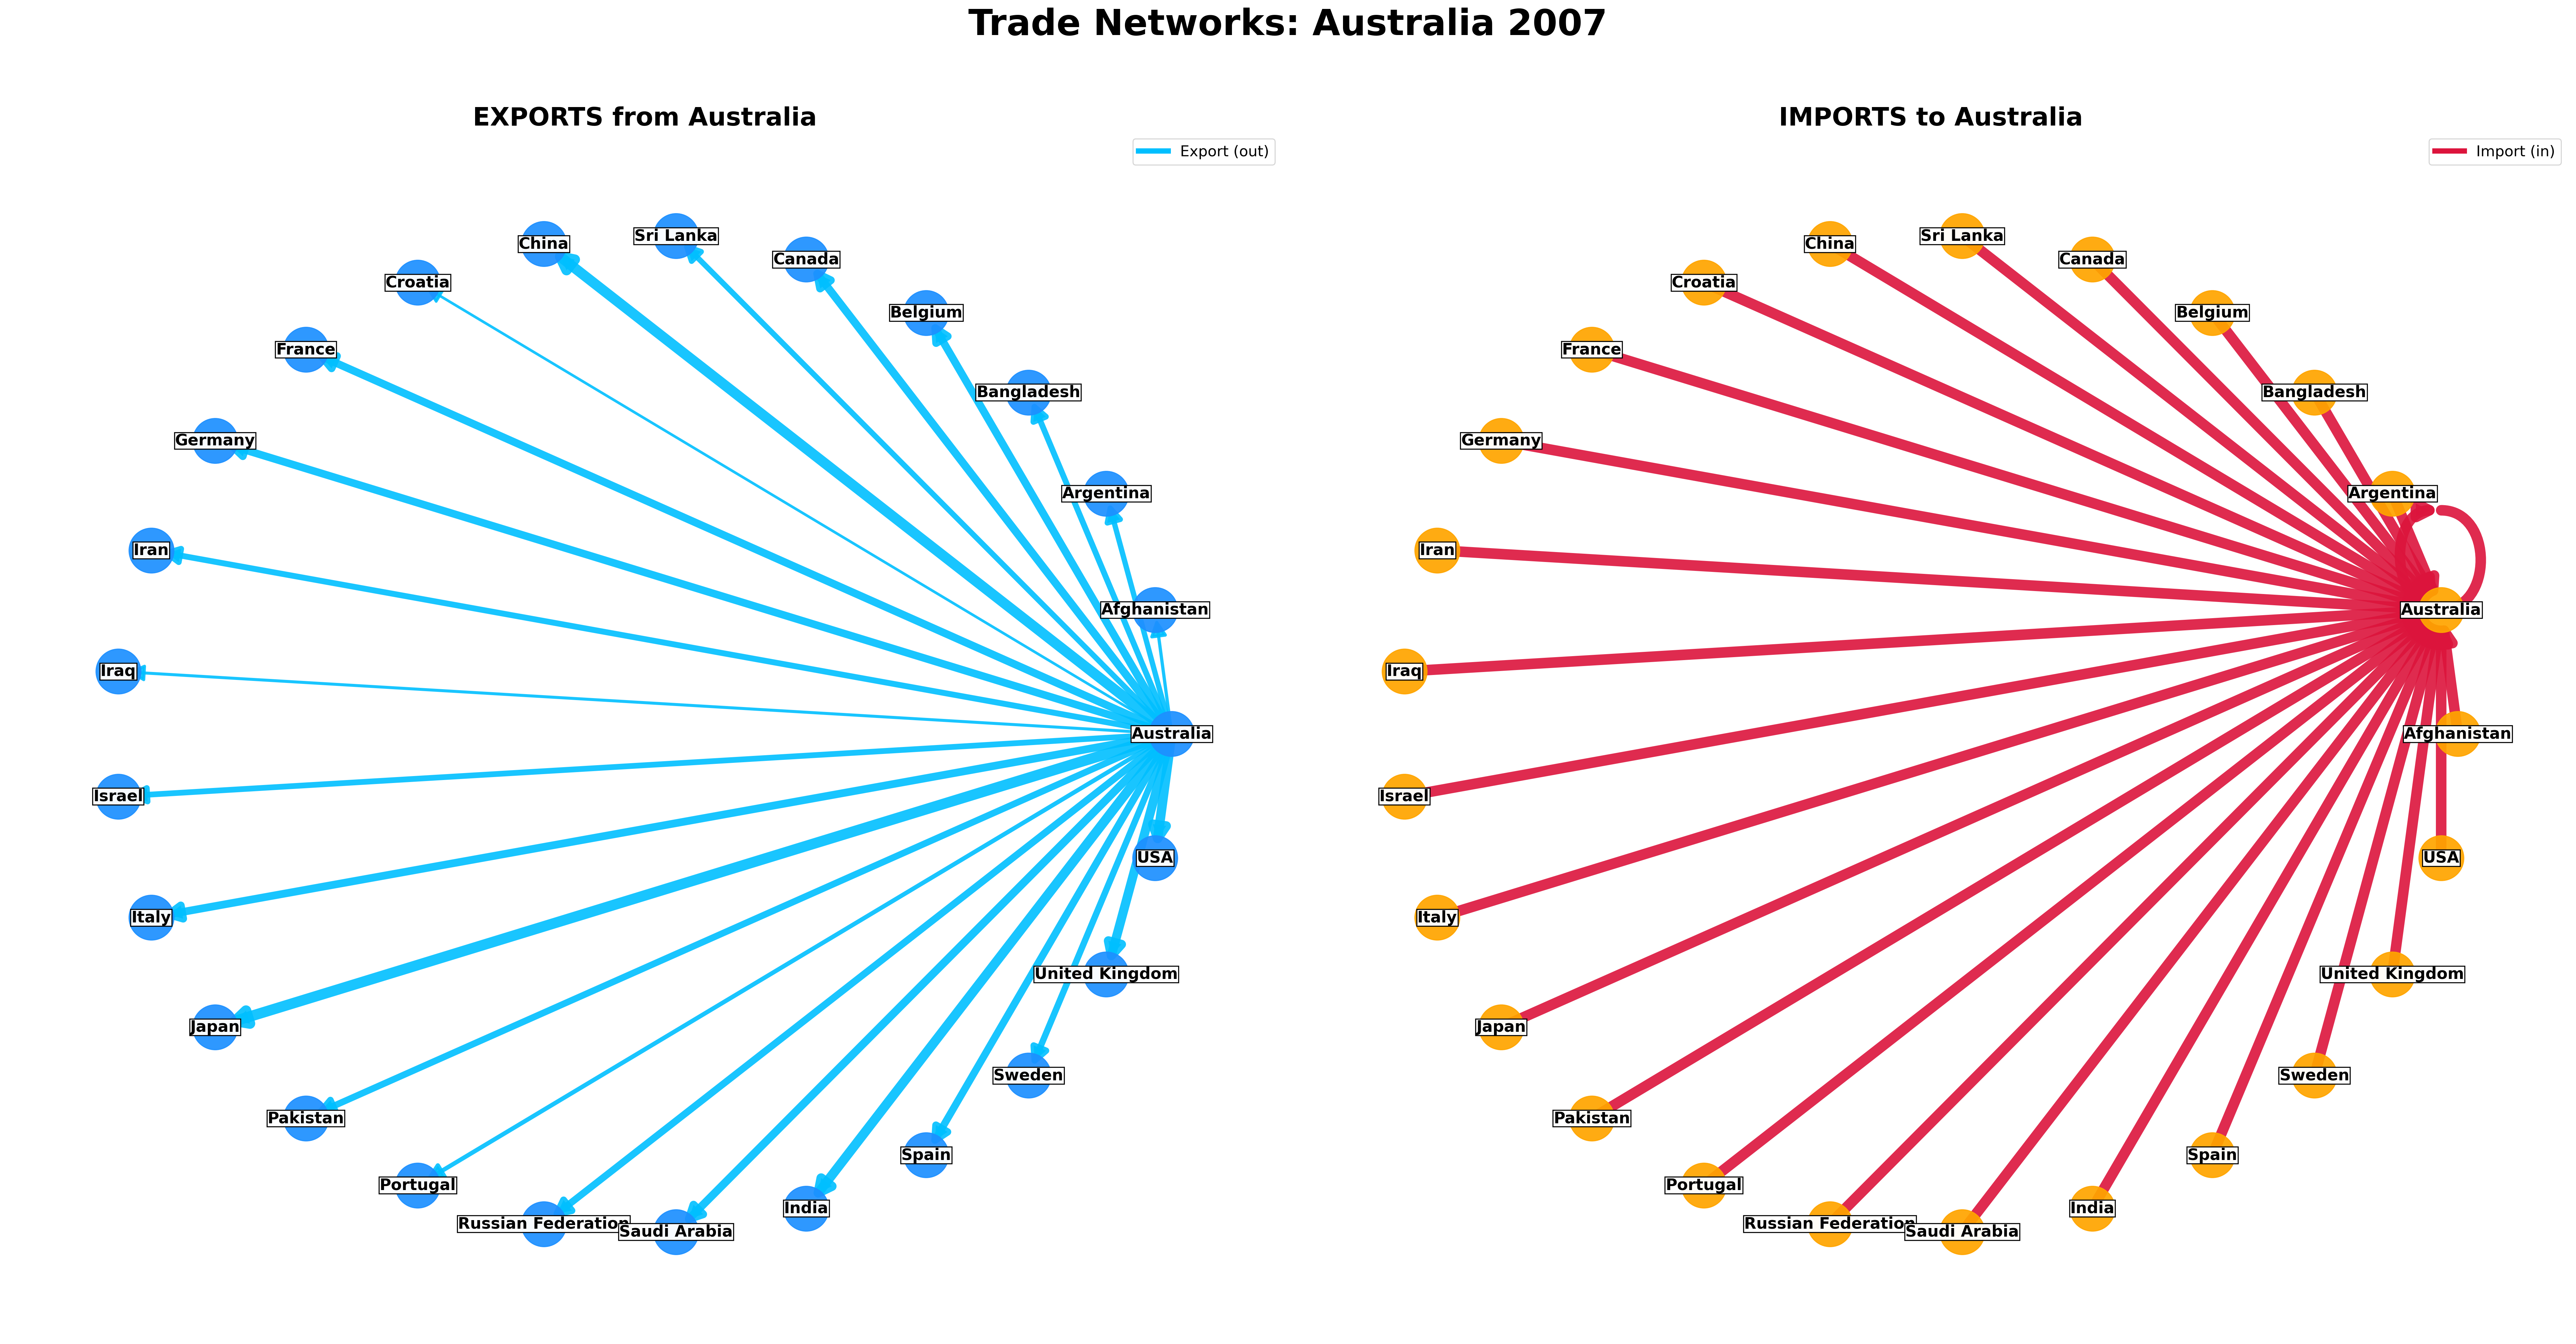 Trade Networks: Australia 2007
EXPORTS from Australia
Export (out)
Sri Lanka
China
Canada
Croatia
Belgium
France
Bangladesh
Germany
Argentina
Iran
Afghanistan
Iraq
Australia
Israel
USA
Italy
United Kingdom
Japan
Sweden
Pakistan
Spain
Portugal
India
Russian Federation
Saudi Arabia
IMPORTS to Australia
Import (in)
Sri Lanka
China
Canada
Croatia
Belgium
France
Bangladesh
Germany
Argentina
Iran
Australia
Iraq
Afghanistan
Israel
USA
Italy
United Kingdom
Japan
Sweden
Pakistan
Spain
Portugal
India
Russian Federation
Saudi Arabia